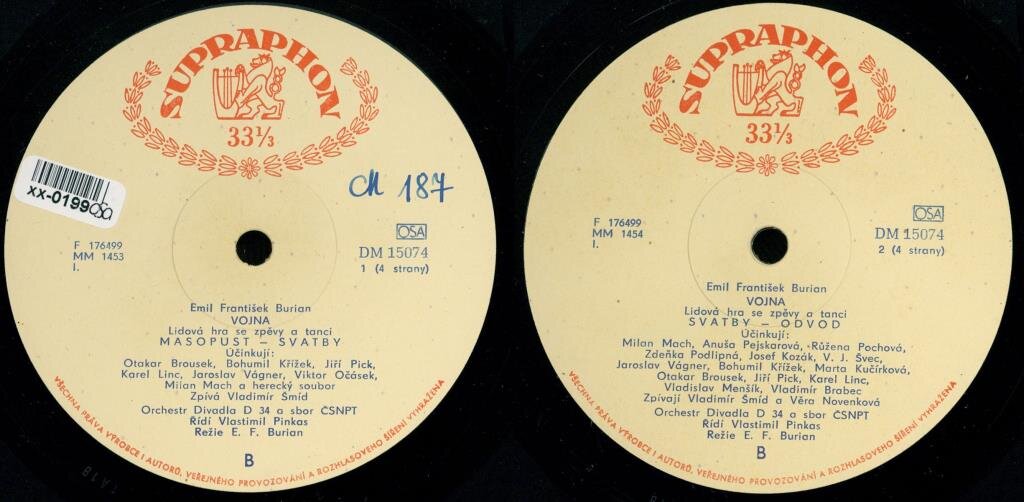 SUPRAPHON
33⅓
xx-0199
OSA
M 187
F 176499
MM 1453
I.
OSA
DM 15074
1 (4 strany)
Emil František Burian
VOJNA
Lidová hra se zpěvy a tanci
MASOPUST – SVATBY
Účinkují:
Otakar Brousek, Bohumil Křížek, Jiří Pick,
Karel Linc, Jaroslav Vágner, Viktor Očásek,
Milan Mach a herecký soubor
Zpívá Vladimír Šmíd
Orchestr Divadla D 34 a sbor ČSNPT
Řídí Vlastimil Pinkas
Režie E. F. Burian
B
VŠECHNA PRÁVA VÝROBCE I AUTORŮ, VEŘEJNÉHO PROVOZOVÁNÍ A ROZHLASOVÉHO ŠÍŘENÍ VYHRAŽENA
SUPRAPHON
33⅓
F 176499
MM 1454
I.
OSA
DM 15074
2 (4 strany)
Emil František Burian
VOJNA
Lidová hra se zpěvy a tanci
SVATBY – ODVOD
Účinkují:
Milan Mach, Anuša Pejskarová, Růžena Pochová,
Zdeňka Podlipná, Josef Kozák, V. J. Švec,
Jaroslav Vágner, Bohumil Křížek, Marta Kučírková,
Otakar Brousek, Jiří Pick, Karel Linc,
Vladislav Menšík, Vladimír Brabec
Zpívají Vladimír Šmíd a Věra Novenková
Orchestr Divadla D 34 a sbor ČSNPT
Řídí Vlastimil Pinkas
Režie E. F. Burian
B
VŠECHNA PRÁVA VÝROBCE I AUTORŮ, VEŘEJNÉHO PROVOZOVÁNÍ A ROZHLASOVÉHO ŠÍŘENÍ VYHRAŽENA